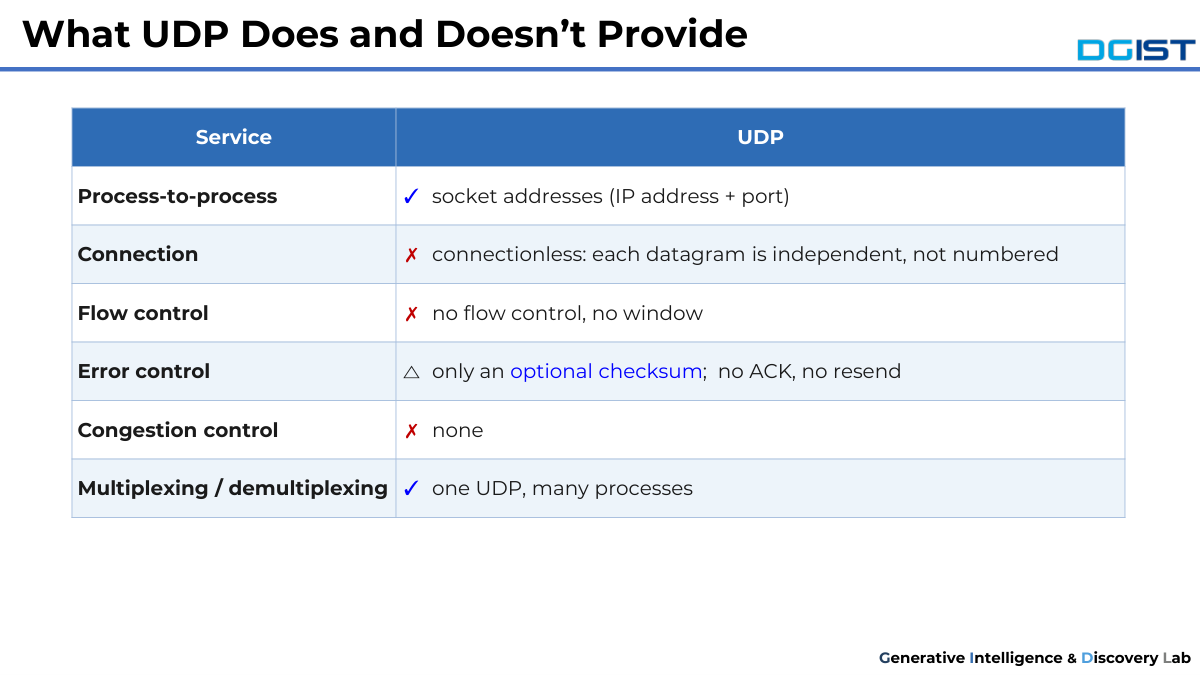 What UDP Does and Doesn’t Provide
DGIST
Service UDP
Process-to-process ✓ socket addresses (IP address + port)
Connection ✗ connectionless: each datagram is independent, not numbered
Flow control ✗ no flow control, no window
Error control △ only an optional checksum; no ACK, no resend
Congestion control ✗ none
Multiplexing / demultiplexing ✓ one UDP, many processes
Generative Intelligence & Discovery Lab